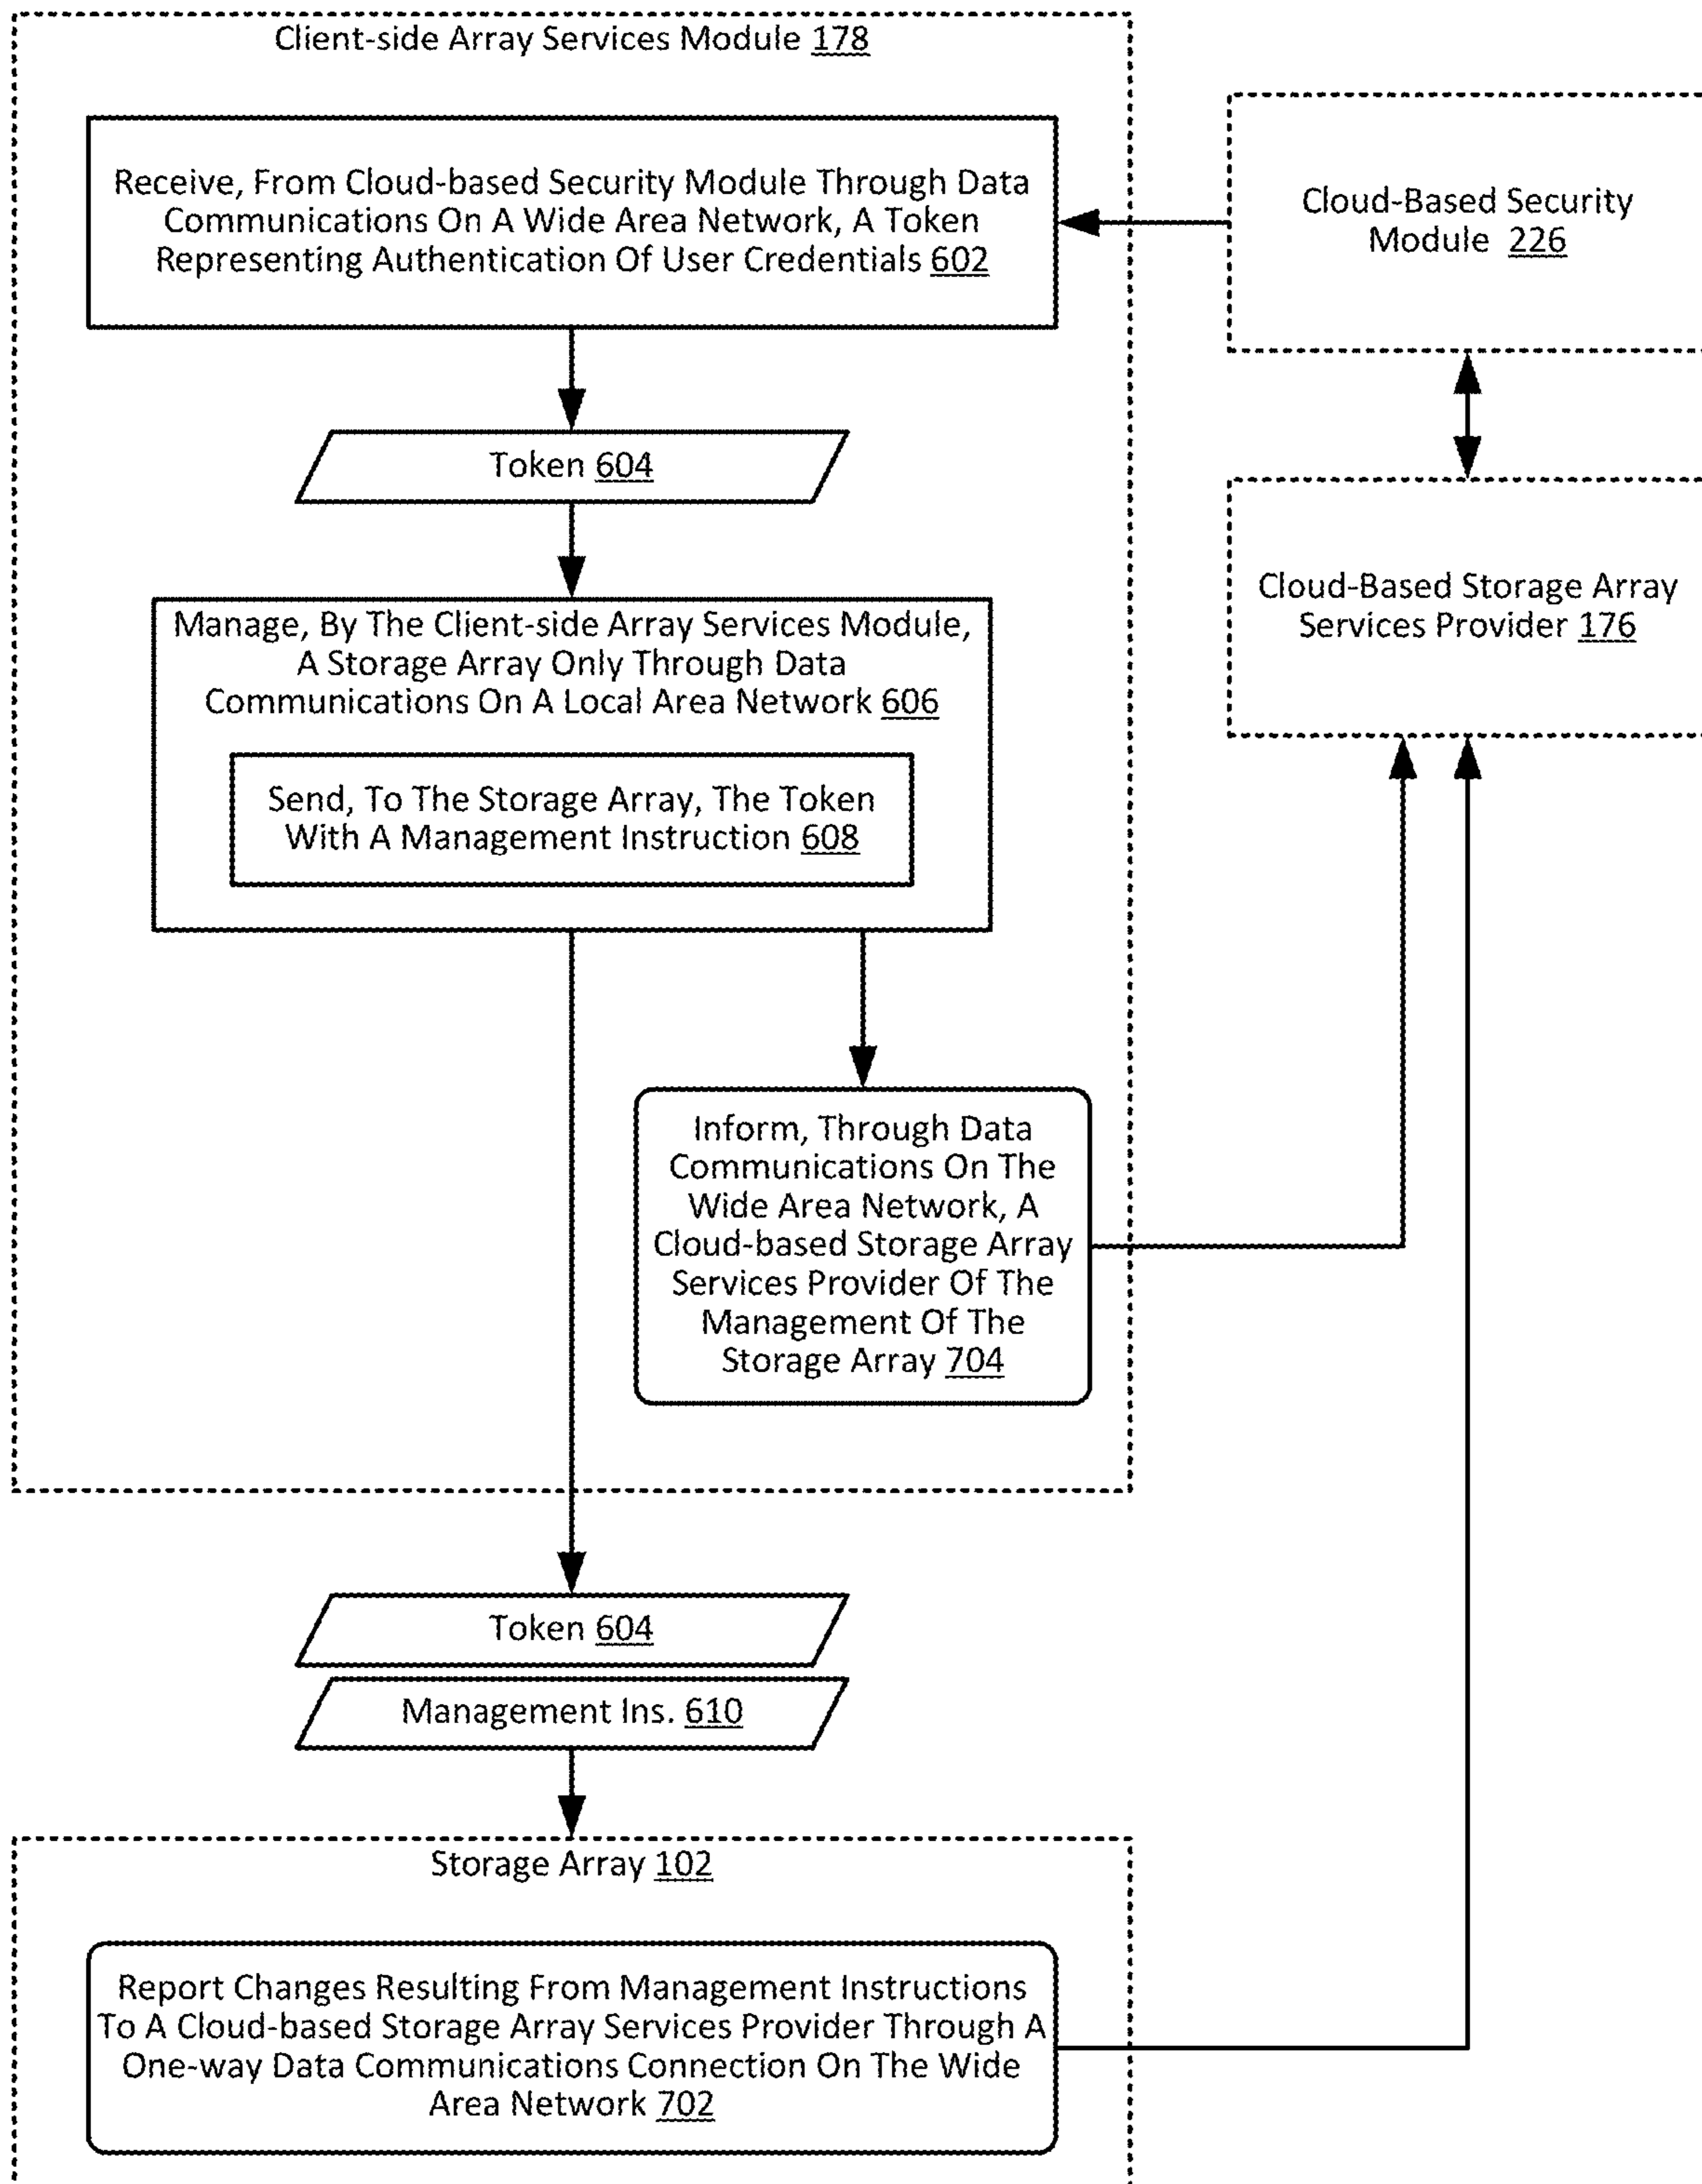 Client-side Array Services Module 178
Receive, From Cloud-based Security Module Through Data
Communications On A Wide Area Network, A Token
Representing Authentication Of User Credentials 602
Cloud-Based Security
Module 226
Token 604
Cloud-Based Storage Array
Services Provider 176
Manage, By The Client-side Array Services Module,
A Storage Array Only Through Data
Communications On A Local Area Network 606
Send, To The Storage Array, The Token
With A Management Instruction 608
Inform, Through Data
Communications On The
Wide Area Network, A
Cloud-based Storage Array
Services Provider Of The
Management Of The
Storage Array 704
Token 604
Management Ins. 610
Storage Array 102
Report Changes Resulting From Management Instructions
To A Cloud-based Storage Array Services Provider Through A
One-way Data Communications Connection On The Wide
Area Network 702